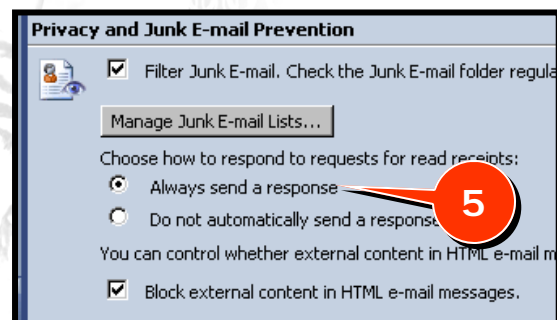 Privacy and Junk E-mail Prevention
Filter Junk E-mail. Check the Junk E-mail folder regula
Manage Junk E-mail Lists...
Choose how to respond to requests for read receipts:
Always send a response
5
Do not automatically send a response
You can control whether external content in HTML e-mail m
Block external content in HTML e-mail messages.